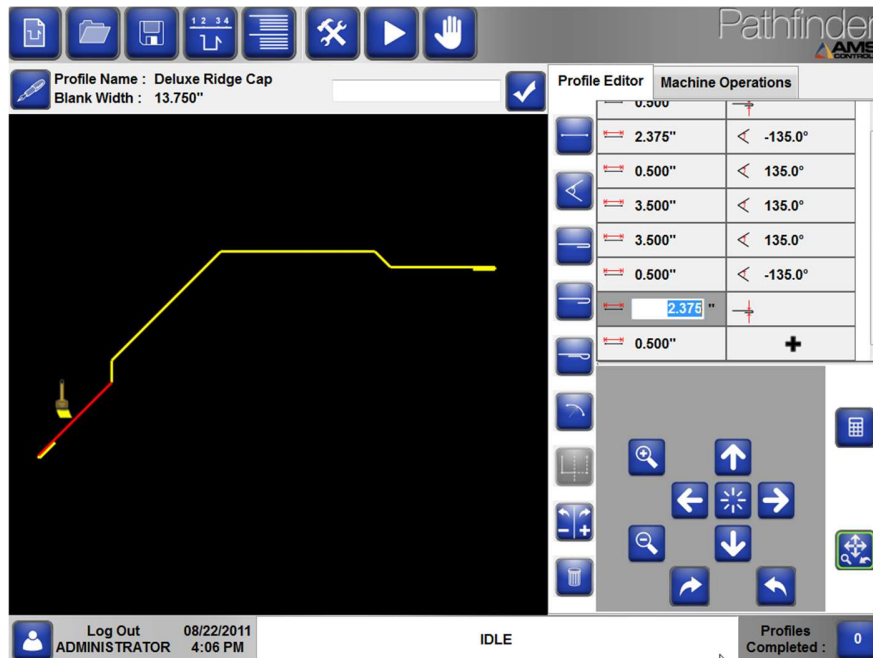 1 2 3 4
Pathfinder
AMS
CONTROLS
Profile Name : Deluxe Ridge Cap
Blank Width : 13.750"
Profile Editor
Machine Operations
0.500"
2.375" -135.0°
0.500" 135.0°
3.500" 135.0°
3.500" 135.0°
0.500" -135.0°
2.375 "
0.500"
Log Out
ADMINISTRATOR
08/22/2011
4:06 PM
IDLE
Profiles
Completed :
0